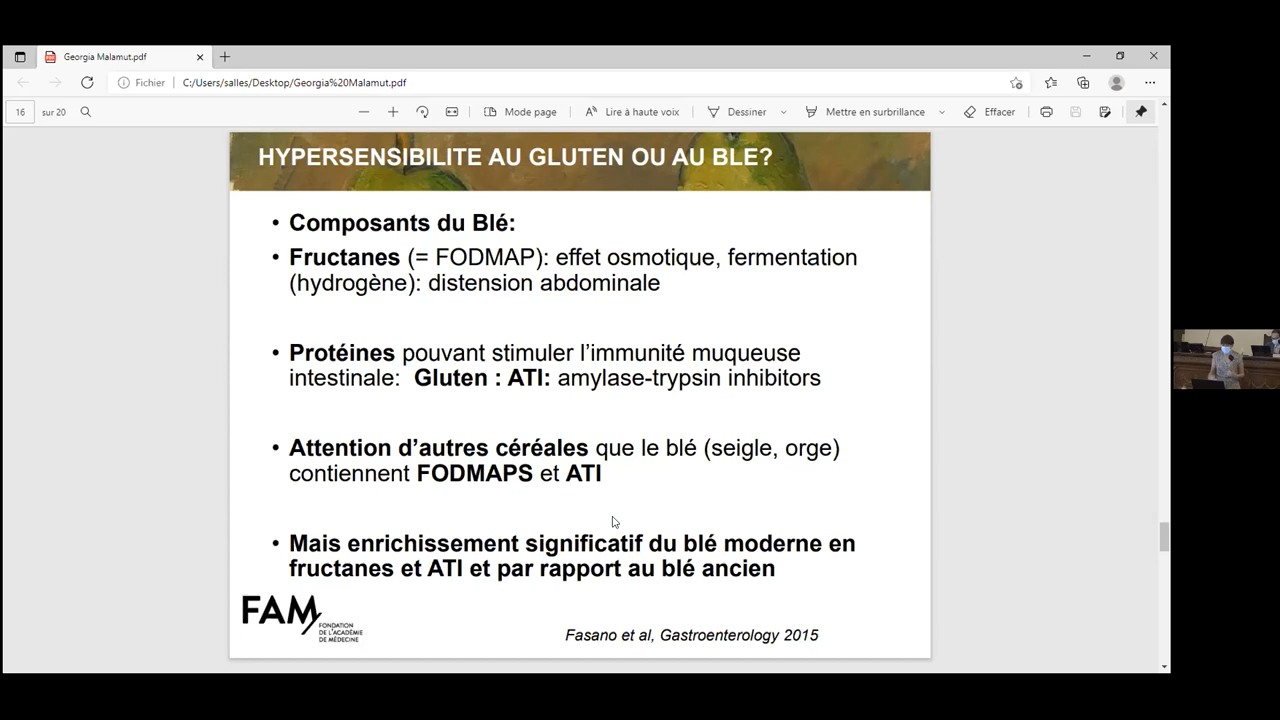 Georgia Malamut.pdf
Fichier C:/Users/salles/Desktop/Georgia%20Malamut.pdf
16 sur 20 Mode page Lire à haute voix Dessiner Mettre en surbrillance Effacer
HYPERSENSIBILITE AU GLUTEN OU AU BLE?
• Composants du Blé:
• Fructanes (= FODMAP): effet osmotique, fermentation
(hydrogène): distension abdominale
• Protéines pouvant stimuler l’immunité muqueuse
intestinale: Gluten : ATI: amylase-trypsin inhibitors
• Attention d’autres céréales que le blé (seigle, orge)
contiennent FODMAPS et ATI
• Mais enrichissement significatif du blé moderne en
fructanes et ATI et par rapport au blé ancien
FAM
FONDATION
DE L'ACADÉMIE
DE MÉDECINE
Fasano et al, Gastroenterology 2015